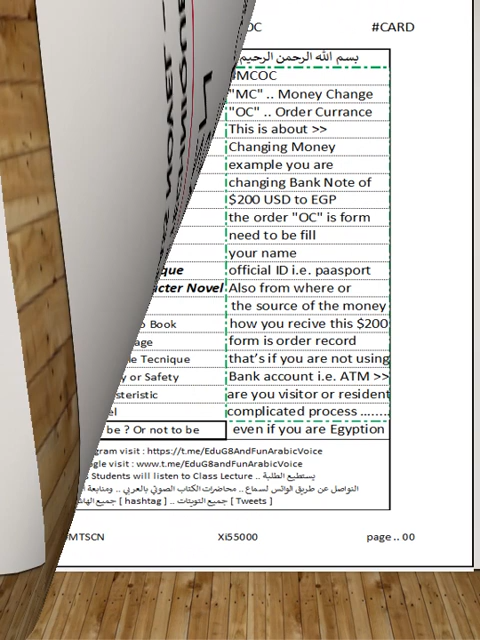 OC #CARD
بسم الله الرحمن الرحيم
#MCOC
"MC" .. Money Change
"OC" .. Order Currance
This is about >>
Changing Money
example you are
changing Bank Note of
$200 USD to EGP
the order "OC" is form
need to be fill
your name
que official ID i.e. paasport
acter Novel Also from where or
the source of the money
o Book how you recive this $200
age form is order record
le Tecnique that's if you are not using
y or Safety Bank account i.e. ATM >>
steristic are you visitor or resident
el complicated process .......
be ? Or not to be even if you are Egyption
gram visit : https://t.me/EduG8AndFunArabicVoice
gle visit : www.t.me/EduG8AndFunArabicVoice
s Students will listen to Class Lecture .. يستطيع الطلبة
التواصل عن طريق الواتس لسماع .. محاضرات الكتاب الصوتي بالعربي .. ومتابعة
جميع الها [ hashtag ] .. جميع التويتات [ Tweets ]
MTSCN Xi55000 page .. 00